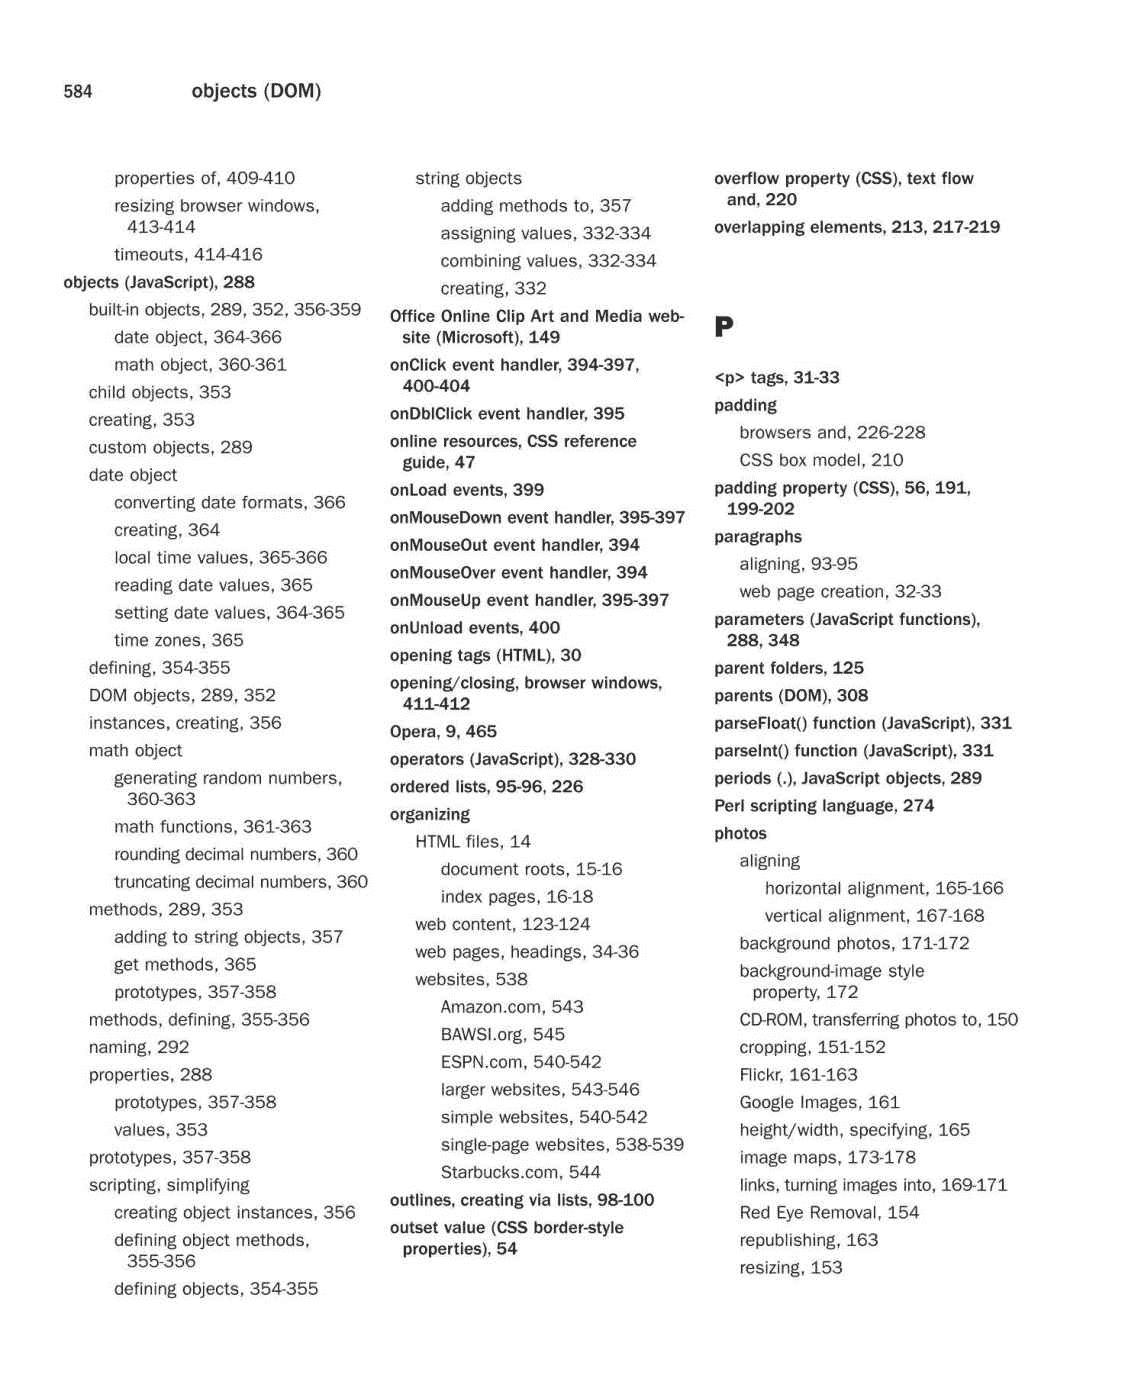 584 objects (DOM)
properties of, 409-410
resizing browser windows,
413-414
timeouts, 414-416
objects (JavaScript), 288
built-in objects, 289, 352, 356-359
date object, 364-366
math object, 360-361
child objects, 353
creating, 353
custom objects, 289
date object
converting date formats, 366
creating, 364
local time values, 365-366
reading date values, 365
setting date values, 364-365
time zones, 365
defining, 354-355
DOM objects, 289, 352
instances, creating, 356
math object
generating random numbers,
360-363
math functions, 361-363
rounding decimal numbers, 360
truncating decimal numbers, 360
methods, 289, 353
adding to string objects, 357
get methods, 365
prototypes, 357-358
methods, defining, 355-356
naming, 292
properties, 288
prototypes, 357-358
values, 353
prototypes, 357-358
scripting, simplifying
creating object instances, 356
defining object methods,
355-356
defining objects, 354-355
string objects
adding methods to, 357
assigning values, 332-334
combining values, 332-334
creating, 332
Office Online Clip Art and Media web-
site (Microsoft), 149
onClick event handler, 394-397,
400-404
onDblClick event handler, 395
online resources, CSS reference
guide, 47
onLoad events, 399
onMouseDown event handler, 395-397
onMouseOut event handler, 394
onMouseOver event handler, 394
onMouseUp event handler, 395-397
onUnload events, 400
opening tags (HTML), 30
opening/closing, browser windows,
411-412
Opera, 9, 465
operators (JavaScript), 328-330
ordered lists, 95-96, 226
organizing
HTML files, 14
document roots, 15-16
index pages, 16-18
web content, 123-124
web pages, headings, 34-36
websites, 538
Amazon.com, 543
BAWSI.org, 545
ESPN.com, 540-542
larger websites, 543-546
simple websites, 540-542
single-page websites, 538-539
Starbucks.com, 544
outlines, creating via lists, 98-100
outset value (CSS border-style
properties), 54
overflow property (CSS), text flow
and, 220
overlapping elements, 213, 217-219
P
<p> tags, 31-33
padding
browsers and, 226-228
CSS box model, 210
padding property (CSS), 56, 191,
199-202
paragraphs
aligning, 93-95
web page creation, 32-33
parameters (JavaScript functions),
288, 348
parent folders, 125
parents (DOM), 308
parseFloat() function (JavaScript), 331
parseInt() function (JavaScript), 331
periods (.), JavaScript objects, 289
Perl scripting language, 274
photos
aligning
horizontal alignment, 165-166
vertical alignment, 167-168
background photos, 171-172
background-image style
property, 172
CD-ROM, transferring photos to, 150
cropping, 151-152
Flickr, 161-163
Google Images, 161
height/width, specifying, 165
image maps, 173-178
links, turning images into, 169-171
Red Eye Removal, 154
republishing, 163
resizing, 153